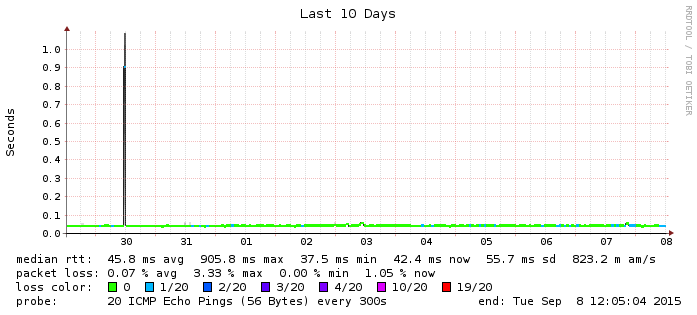 Last 10 Days
RRDTOOL / TOBI OETIKER
Seconds
1.0
0.9
0.8
0.7
0.6
0.5
0.4
0.3
0.2
0.1
0.0
30 31 01 02 03 04 05 06 07 08
median rtt: 45.8 ms avg 905.8 ms max 37.5 ms min 42.4 ms now 55.7 ms sd 823.2 m am/s
packet loss: 0.07 % avg 3.33 % max 0.00 % min 1.05 % now
loss color: 0 1/20 2/20 3/20 4/20 10/20 19/20
probe: 20 ICMP Echo Pings (56 Bytes) every 300s end: Tue Sep 8 12:05:04 2015